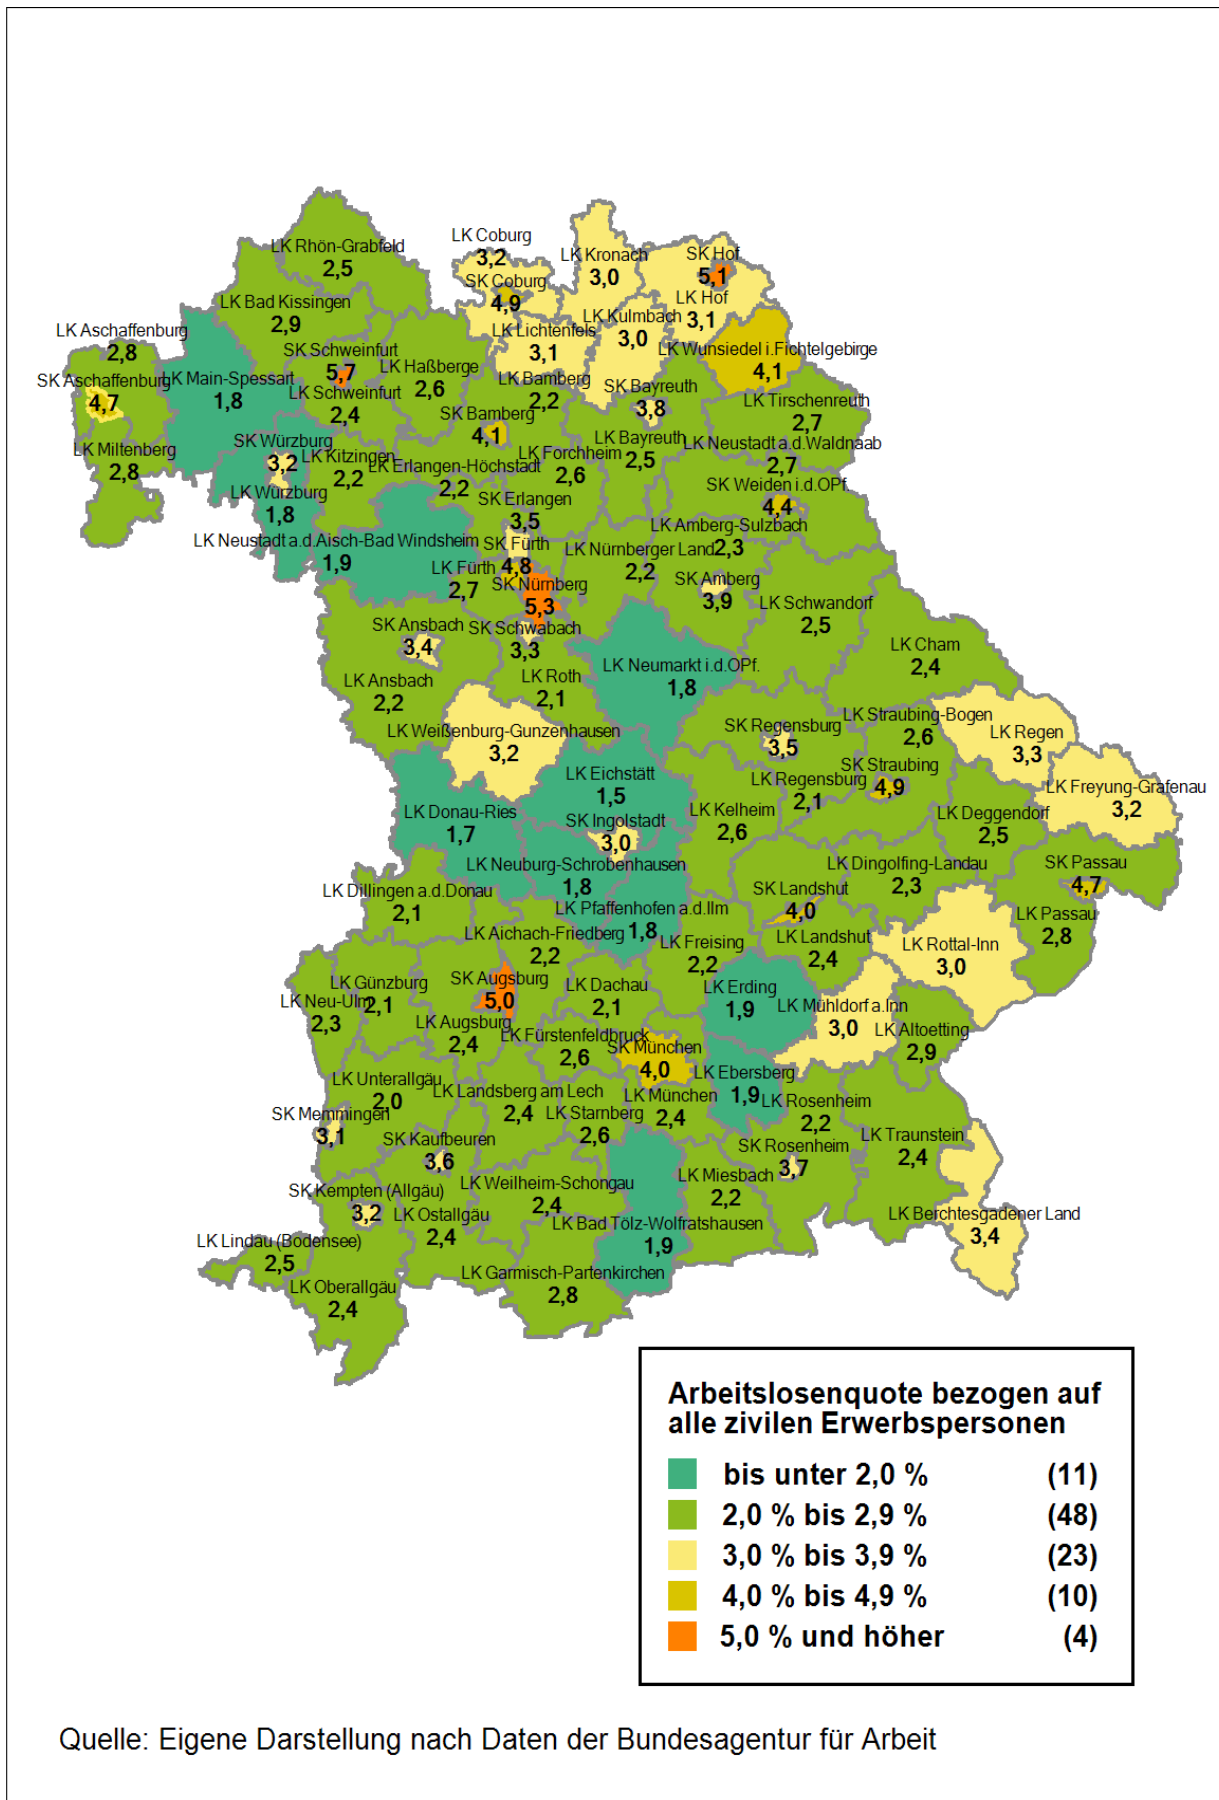 LK Coburg
3,2
LK Rhön-Grabfeld
2,5
LK Kronach
3,0
SK Hof
5,1
SK Coburg
4,9
LK Bad Kissingen
2,9
LK Hof
3,1
LK Kulmbach
3,0
LK Aschaffenburg
2,8
LK Lichtenfels
3,1
SK Schweinfurt
5,7
LK Wunsiedel i.Fichtelgebirge
4,1
LK Haßberge
2,6
LK Bamberg
2,2
SK Aschaffenburg
4,7
LK Main-Spessart
1,8
LK Schweinfurt
2,4
SK Bayreuth
3,8
LK Tirschenreuth
2,7
SK Bamberg
4,1
SK Würzburg
3,2
LK Bayreuth
2,5
LK Neustadt a.d. Waldnaab
2,7
LK Miltenberg
2,8
LK Kitzingen
2,2
LK Forchheim
2,6
LK Erlangen-Höchstadt
2,2
SK Weiden i.d.OPf.
4,4
LK Würzburg
1,8
SK Erlangen
3,5
LK Amberg-Sulzbach
2,3
LK Neustadt a.d.Aisch-Bad Windsheim
1,9
SK Fürth
4,8
LK Nürnberger Land
2,2
LK Fürth
2,7
SK Nürnberg
5,3
SK Amberg
3,9
LK Schwandorf
2,5
SK Ansbach
3,4
SK Schwabach
3,3
LK Cham
2,4
LK Neumarkt i.d.OPf.
1,8
LK Ansbach
2,2
LK Roth
2,1
LK Straubing-Bogen
2,6
SK Regensburg
3,5
LK Weißenburg-Gunzenhausen
3,2
LK Regen
3,3
SK Straubing
4,9
LK Eichstätt
1,5
LK Regensburg
2,1
LK Freyung-Grafenau
3,2
LK Donau-Ries
1,7
LK Kelheim
2,6
LK Deggendorf
2,5
SK Ingolstadt
3,0
LK Neuburg-Schrobenhausen
1,8
LK Dingolfing-Landau
2,3
SK Passau
4,7
LK Dillingen a.d.Donau
2,1
SK Landshut
4,0
LK Pfaffenhofen a.d.Ilm
1,8
LK Passau
2,8
LK Aichach-Friedberg
2,2
LK Freising
2,2
LK Landshut
2,4
LK Rottal-Inn
3,0
LK Günzburg
2,1
SK Augsburg
5,0
LK Dachau
2,1
LK Erding
1,9
LK Neu-Ulm
2,3
LK Mühldorf a.Inn
3,0
LK Augsburg
2,4
LK Altoetting
2,9
LK Fürstenfeldbruck
2,6
SK München
4,0
LK Ebersberg
1,9
LK Unterallgäu
2,0
LK Landsberg am Lech
2,4
LK München
2,4
LK Rosenheim
2,2
SK Memmingen
3,1
LK Starnberg
2,6
LK Traunstein
2,4
SK Kaufbeuren
3,6
SK Rosenheim
3,7
LK Miesbach
2,2
LK Weilheim-Schongau
2,4
SK Kempten (Allgäu)
3,2
LK Ostallgäu
2,4
LK Bad Tölz-Wolfratshausen
1,9
LK Berchtesgadener Land
3,4
LK Lindau (Bodensee)
2,5
LK Garmisch-Partenkirchen
2,8
LK Oberallgäu
2,4
Arbeitslosenquote bezogen auf
alle zivilen Erwerbspersonen
bis unter 2,0 % (11)
2,0 % bis 2,9 % (48)
3,0 % bis 3,9 % (23)
4,0 % bis 4,9 % (10)
5,0 % und höher (4)
Quelle: Eigene Darstellung nach Daten der Bundesagentur für Arbeit